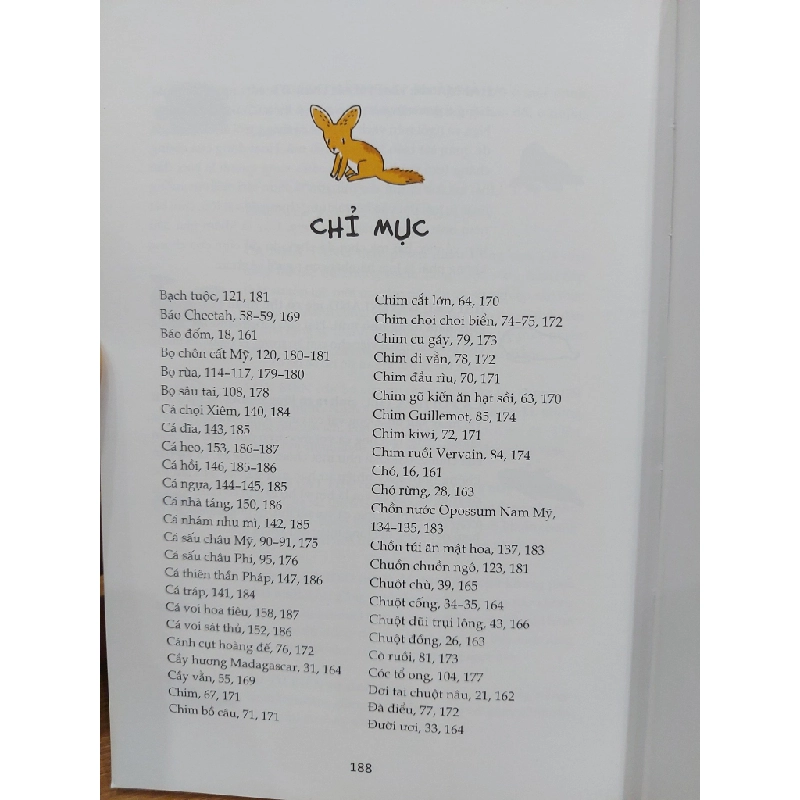 CHỈ MỤC
Bạch tuộc, 121, 181
Báo Cheetah, 58–59, 169
Báo đốm, 18, 161
Bọ chôn cất Mỹ, 120, 180–181
Bọ rùa, 114–117, 179–180
Bọ sâu tai, 108, 178
Cá chọi Xiêm, 140, 184
Cá dĩa, 143, 185
Cá heo, 153, 186–187
Cá hồi, 146, 185–186
Cá ngựa, 144–145, 185
Cá nhà táng, 150, 186
Cá nhám nhu mì, 142, 185
Cá sấu châu Mỹ, 90–91, 175
Cá sấu châu Phi, 95, 176
Cá thiên thần Pháp, 147, 186
Cá tráp, 141, 184
Cá voi hoa tiêu, 158, 187
Cá voi sát thủ, 152, 186
Cánh cụt hoàng đế, 76, 172
Cầy hương Madagascar, 31, 164
Cầy vằn, 55, 169
Chim, 67, 171
Chim bồ câu, 71, 171
Chim cắt lớn, 64, 170
Chim choi choi biển, 74–75, 172
Chim cu gáy, 79, 173
Chim di vằn, 78, 172
Chim đầu rìu, 70, 171
Chim gõ kiến ăn hạt sồi, 63, 170
Chim Guillemot, 85, 174
Chim kiwi, 72, 171
Chim ruồi Vervain, 84, 174
Chó, 16, 161
Chó rừng, 28, 163
Chồn nước Opossum Nam Mỹ,
134–135, 183
Chồn túi ăn mật hoa, 137, 183
Chuồn chuồn ngô, 123, 181
Chuột chù, 39, 165
Chuột cống, 34–35, 164
Chuột dũi trụi lông, 43, 166
Chuột đồng, 26, 163
Cò ruồi, 81, 173
Cóc tổ ong, 104, 177
Dơi tai chuột nâu, 21, 162
Đà điểu, 77, 172
Đười ươi, 33, 164
188